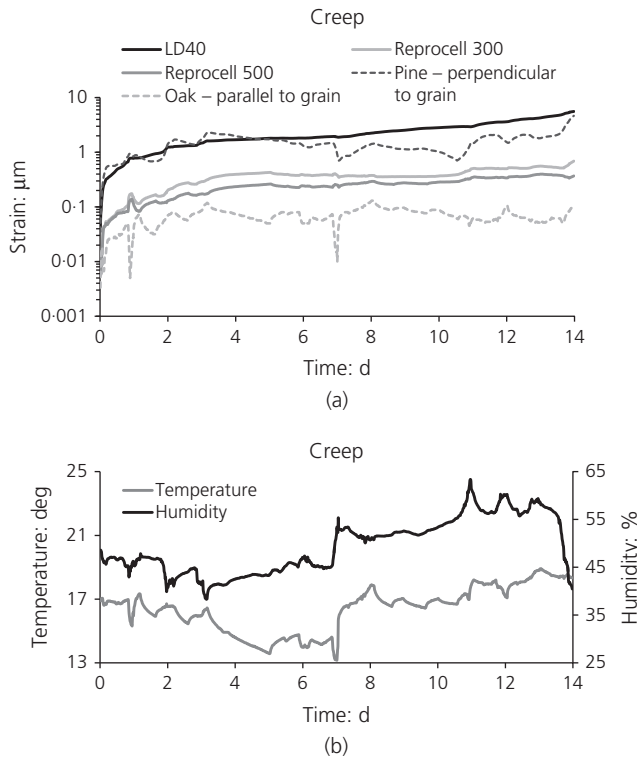 Creep
LD40
Reprocell 300
Reprocell 500
Pine – perpendicular
to grain
Oak – parallel to grain
10
1
0·1
0·01
0·001
Strain: μm
0 2 4 6 8 10 12 14
Time: d
(a)
Creep
25
21
17
13
Temperature: deg
Temperature
Humidity
65
55
45
35
25
Humidity: %
0 2 4 6 8 10 12 14
Time: d
(b)